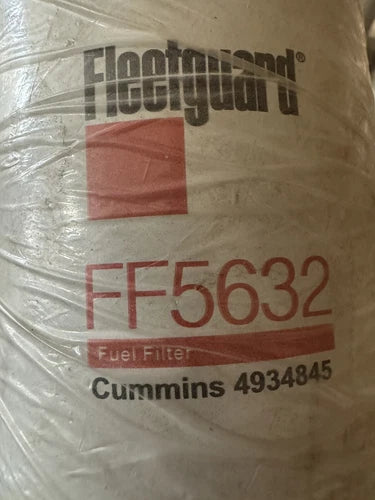 Fleetguard®
FF5632
Fuel Filter
Cummins 4934845